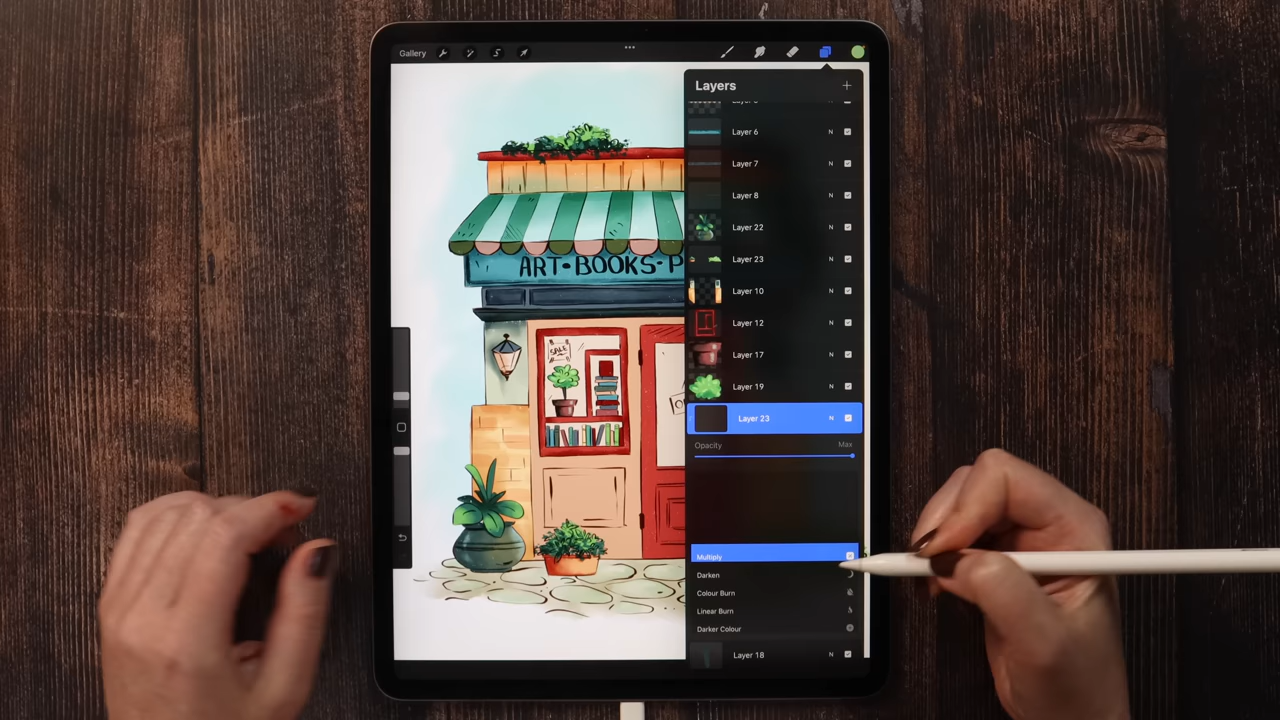 Gallery
Layers
Layer 6
N
Layer 7
N
Layer 8
N
Layer 22
N
Layer 23
N
Layer 10
N
Layer 12
N
Layer 17
N
Layer 19
N
Layer 23
N
Opacity
Max
Multiply
Darken
Colour Burn
Linear Burn
Darker Colour
Layer 18
N
ART•BOOKS•P
SALE